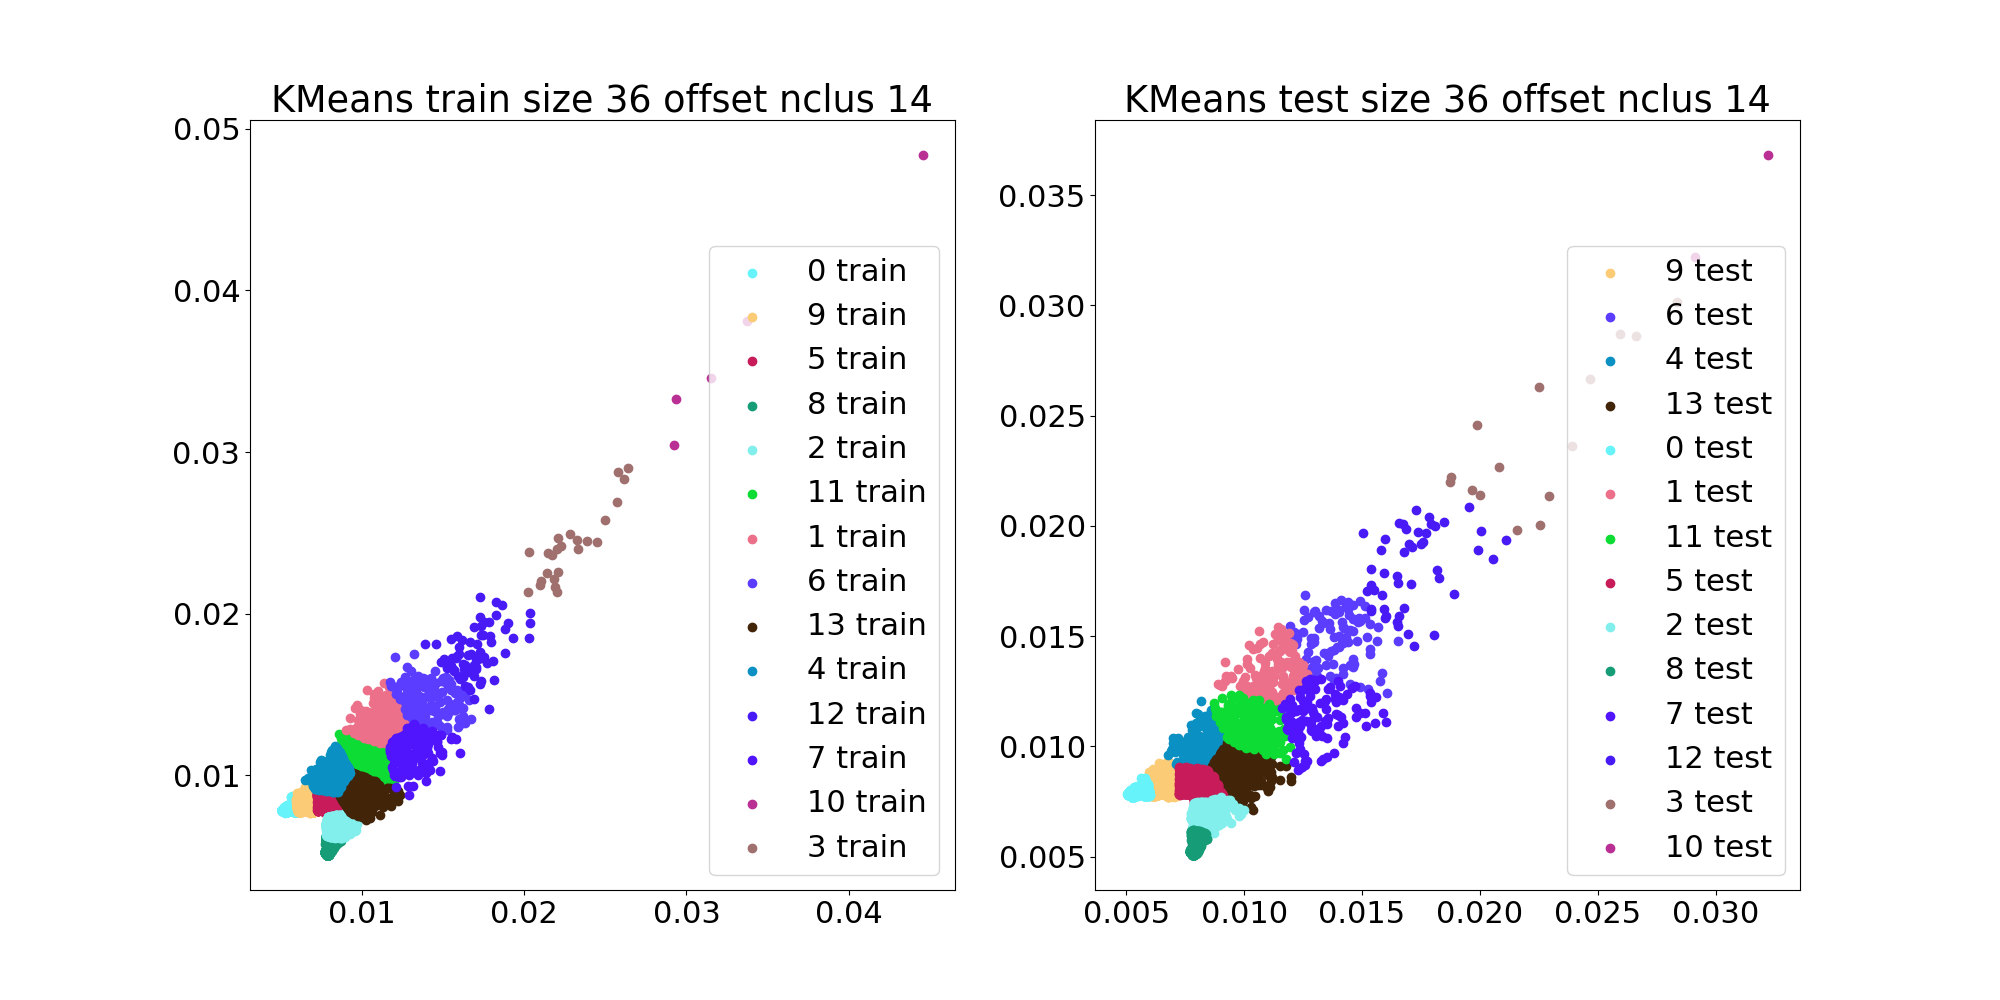 KMeans train size 36 offset nclus 14
0.05
0.04
0.03
0.02
0.01
0.01 0.02 0.03 0.04
0 train
9 train
5 train
8 train
2 train
11 train
1 train
6 train
13 train
4 train
12 train
7 train
10 train
3 train
KMeans test size 36 offset nclus 14
0.035
0.030
0.025
0.020
0.015
0.010
0.005
0.005 0.010 0.015 0.020 0.025 0.030
9 test
6 test
4 test
13 test
0 test
1 test
11 test
5 test
2 test
8 test
7 test
12 test
3 test
10 test